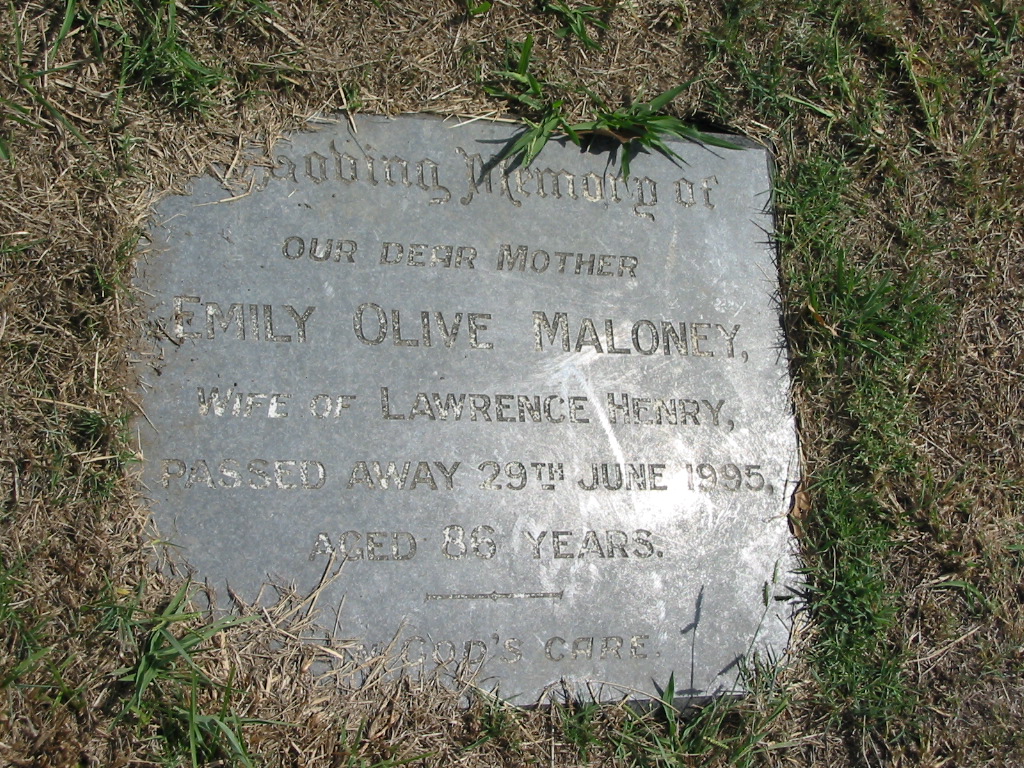 Loving Memory of
OUR DEAR MOTHER
EMILY OLIVE MALONEY,
WIFE OF LAWRENCE HENRY,
PASSED AWAY 29TH JUNE 1995,
AGED 86 YEARS.
GOD'S CARE.